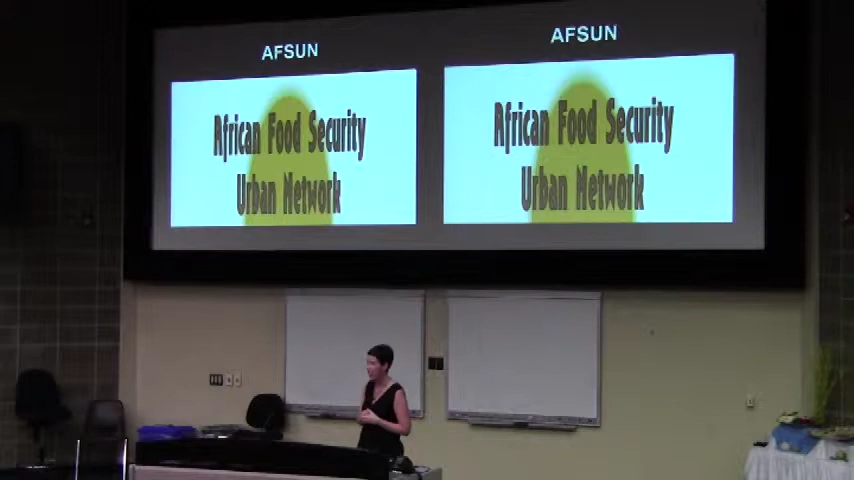 AFSUN
African Food Security
Urban Network
AFSUN
African Food Security
Urban Network